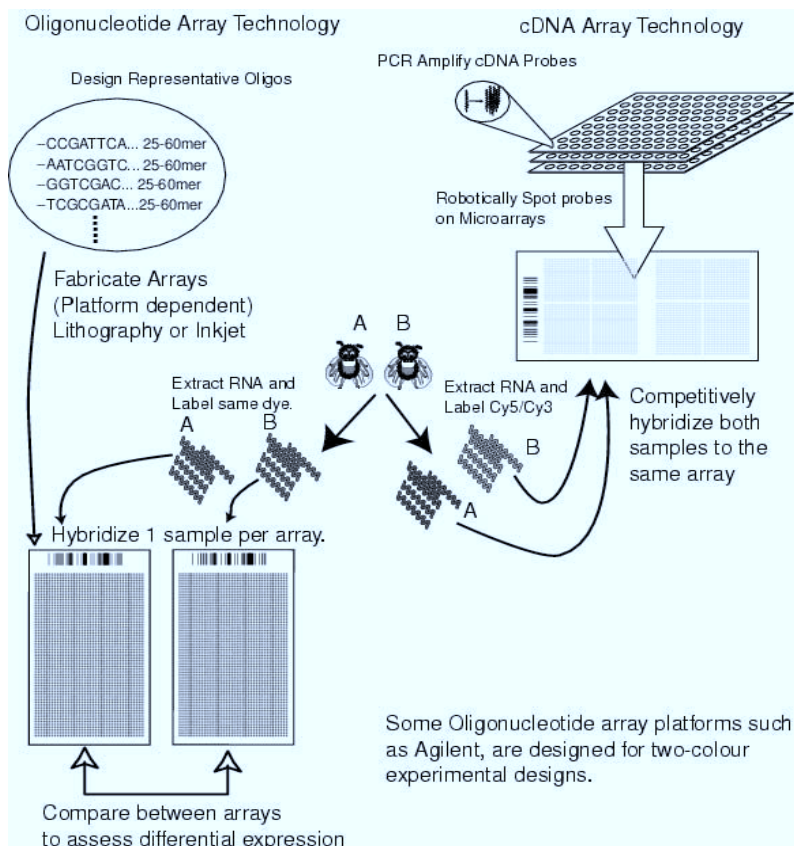 Oligonucleotide Array Technology
cDNA Array Technology
PCR Amplify cDNA Probes
Design Representative Oligos
–CCGATTCA... 25-60mer
–AATCGGTC... 25-60mer
–GGTCGAC... 25-60mer
–TCGCGATA...25-60mer
Robotically Spot probes
on Microarrays
Fabricate Arrays
(Platform dependent)
Lithography or Inkjet
A
B
Extract RNA and
Label same dye.
A
B
Extract RNA and
Label Cy5/Cy3
B
A
Competitively
hybridize both
samples to the
same array
Hybridize 1 sample per array.
Some Oligonucleotide array platforms such
as Agilent, are designed for two-colour
experimental designs.
Compare between arrays
to assess differential expression